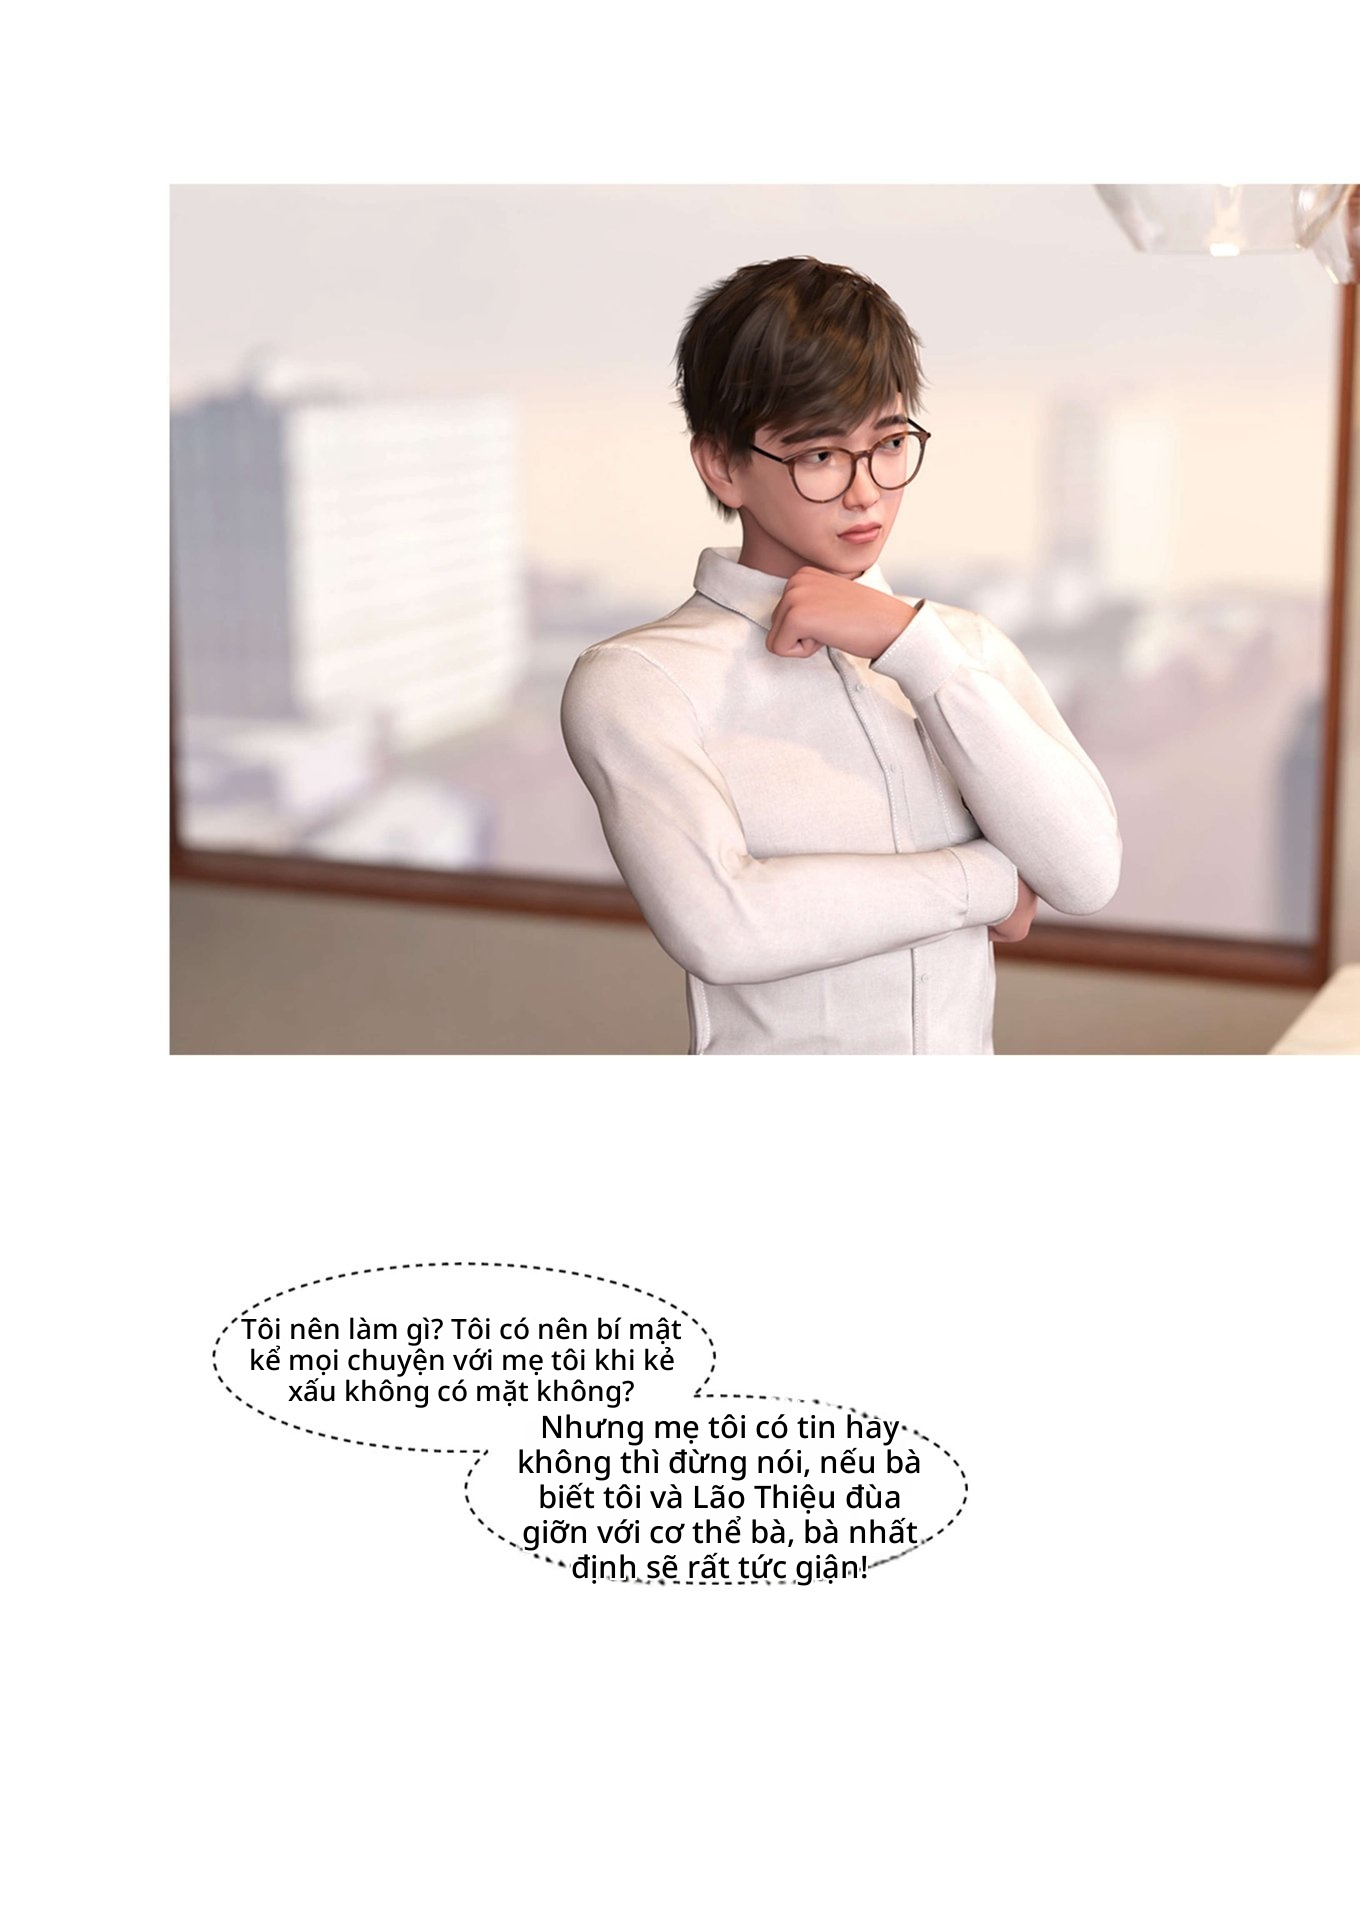 Tôi nên làm gì? Tôi có nên bí mật
kể mọi chuyện với mẹ tôi khi kẻ
xấu không có mặt không?
Nhưng mẹ tôi có tin hay
không thì đừng nói, nếu bà
biết tôi và Lão Thiệu đùa
giỡn với cơ thể bà, bà nhất
định sẽ rất tức giận!